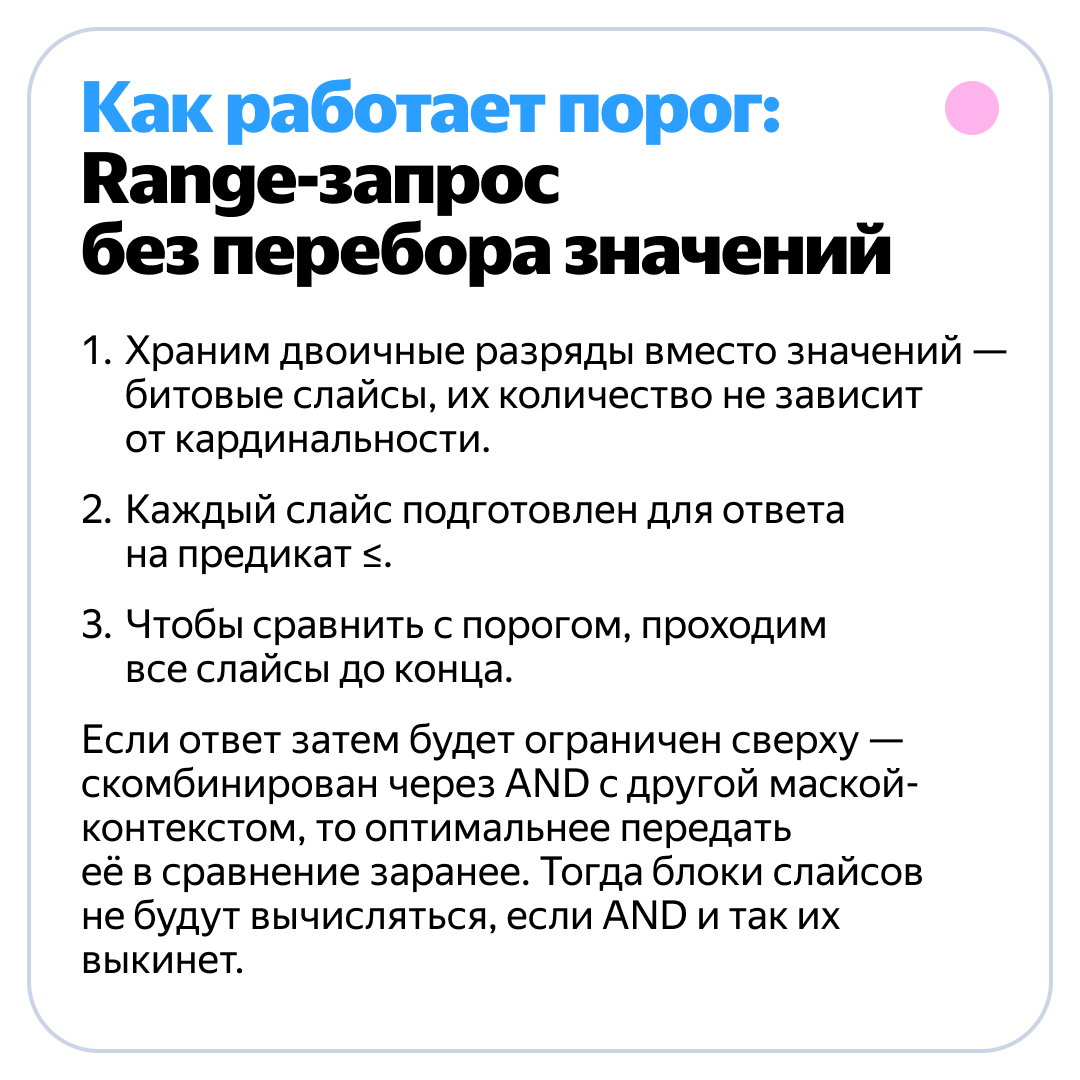 Как работает порог:
Range-запрос
без перебора значений
1. Храним двоичные разряды вместо значений —
битовые слайсы, их количество не зависит
от кардинальности.
2. Каждый слайс подготовлен для ответа
на предикат ≤.
3. Чтобы сравнить с порогом, проходим
все слайсы до конца.
Если ответ затем будет ограничен сверху —
скомбинирован через AND с другой маской-
контекстом, то оптимальнее передать
её в сравнение заранее. Тогда блоки слайсов
не будут вычисляться, если AND и так их
выкинет.